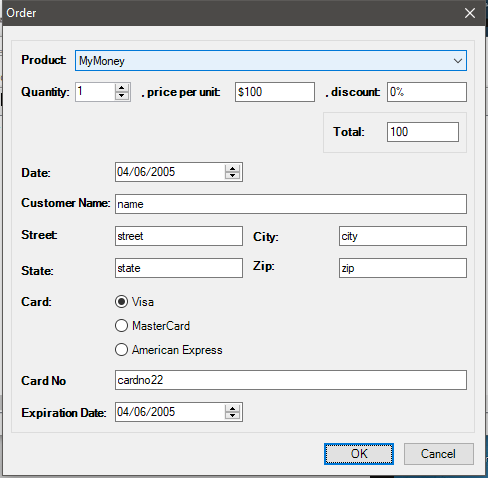 Order
Product: MyMoney
Quantity: 1 , price per unit: $100 , discount: 0%
Total: 100
Date: 04/06/2005
Customer Name: name
Street: street City: city
State: state Zip: zip
Card: Visa
MasterCard
American Express
Card No cardno22
Expiration Date: 04/06/2005
OK Cancel